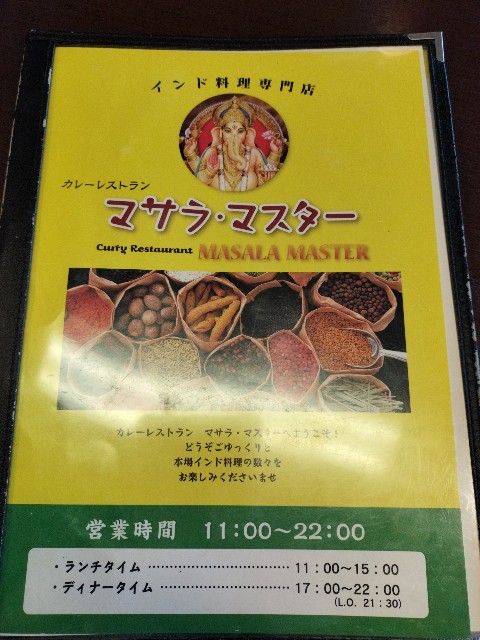 インド料理専門店
カレーレストラン
マサラ・マスター
Curry Restaurant MASALA MASTER
カレーレストラン マサラ・マスターへようこそ!
どうぞごゆっくりと
本場インド料理の数々を
お楽しみくださいませ
営業時間 11:00〜22:00
・ランチタイム ································ 11:00〜15:00
・ディナータイム ····························· 17:00〜22:00
(L.O. 21:30)